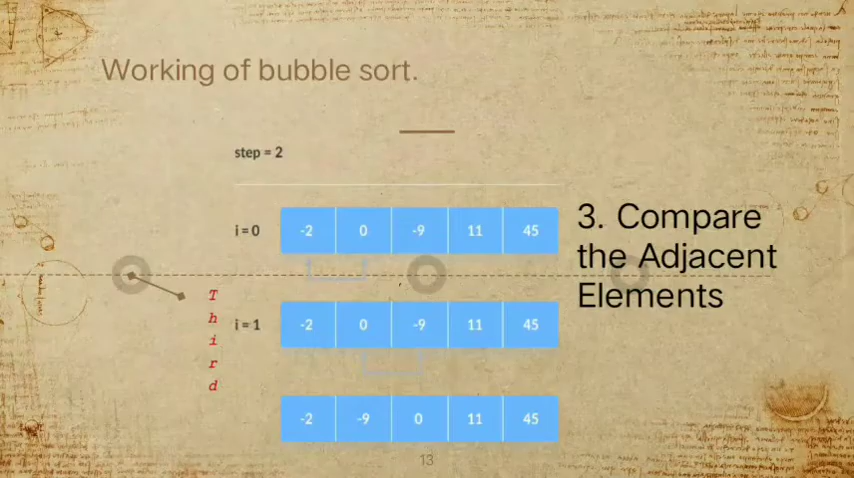 Working of bubble sort.
step = 2
i = 0 -2 0 -9 11 45
3. Compare
the Adjacent
Elements
Third
i = 1 -2 0 -9 11 45
-2 -9 0 11 45
13